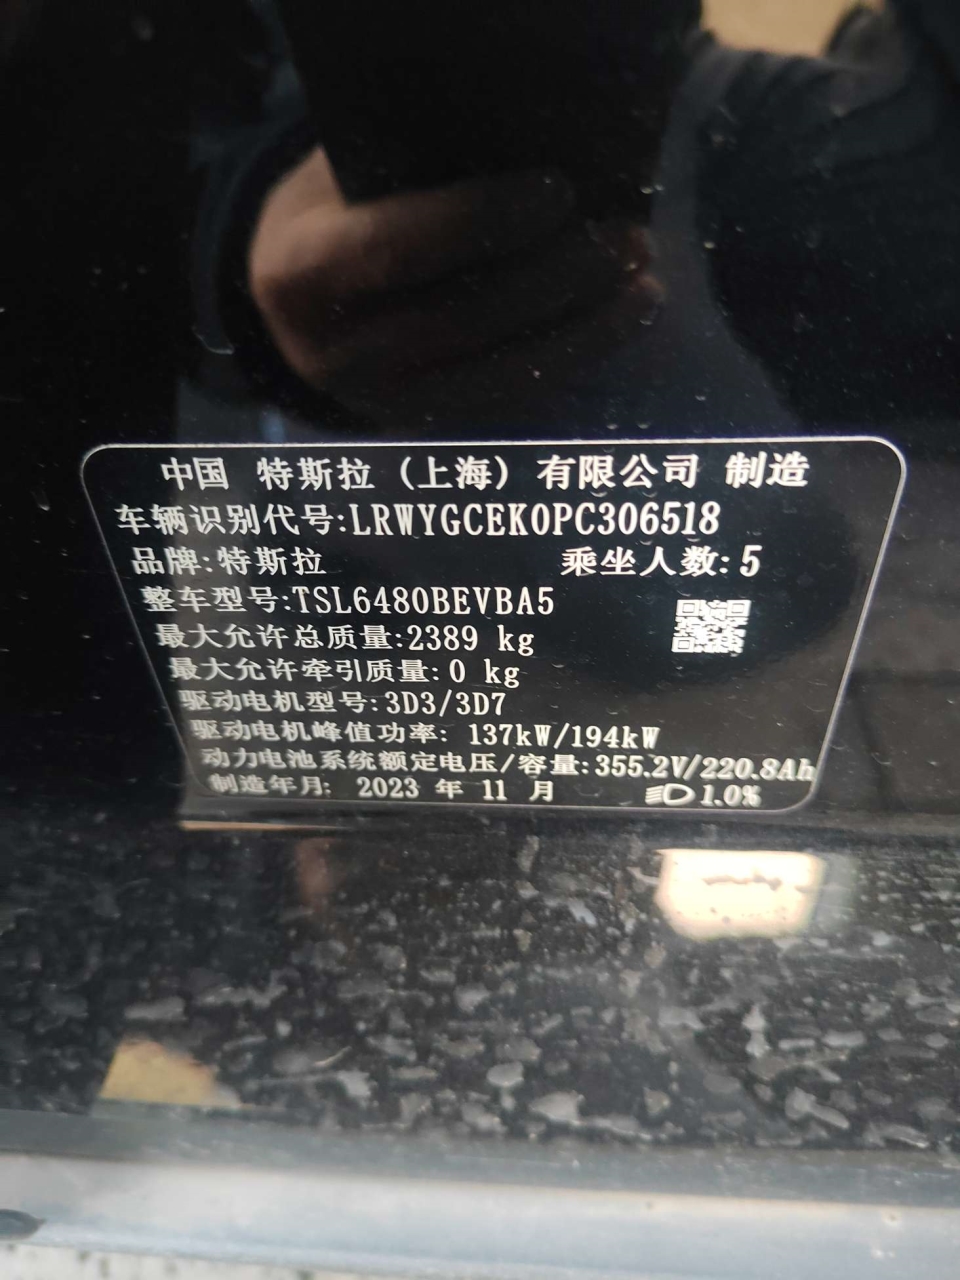 中国 特斯拉（上海）有限公司 制造
车辆识别代号:LRWYGCEK0PC306518
品牌:特斯拉 乘坐人数:5
整车型号:TSL6480BEVBA5
最大允许总质量:2389 kg
最大允许牵引质量:0 kg
驱动电机型号:3D3/3D7
驱动电机峰值功率: 137kW/194kW
动力电池系统额定电压/容量:355.2V/220.8Ah
制造年月: 2023 年 11 月 1.0%